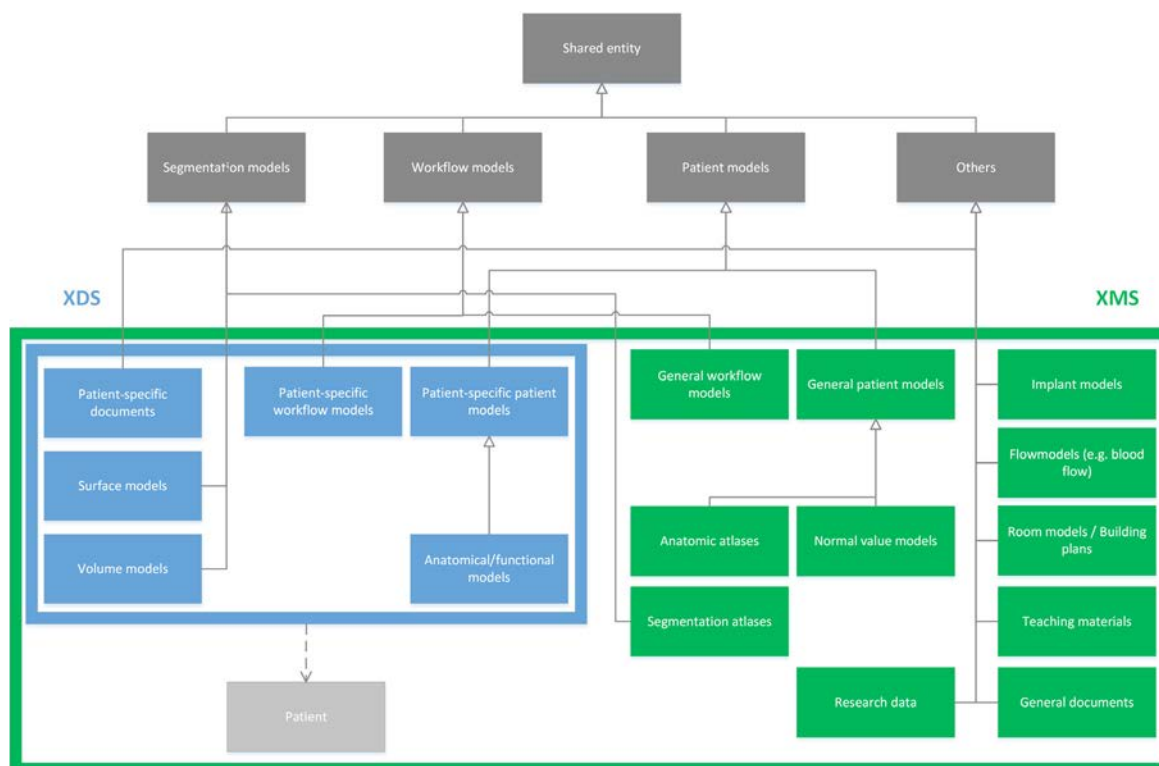 Shared entity
Segmentation models
Workflow models
Patient models
Others
XDS
XMS
Patient-specific
documents
Patient-specific
workflow models
Patient-specific patient
models
General workflow
models
General patient models
Implant models
Surface models
Flowmodels (e.g. blood
flow)
Volume models
Anatomical/functional
models
Anatomic atlases
Normal value models
Room models / Building
plans
Segmentation atlases
Teaching materials
Patient
Research data
General documents